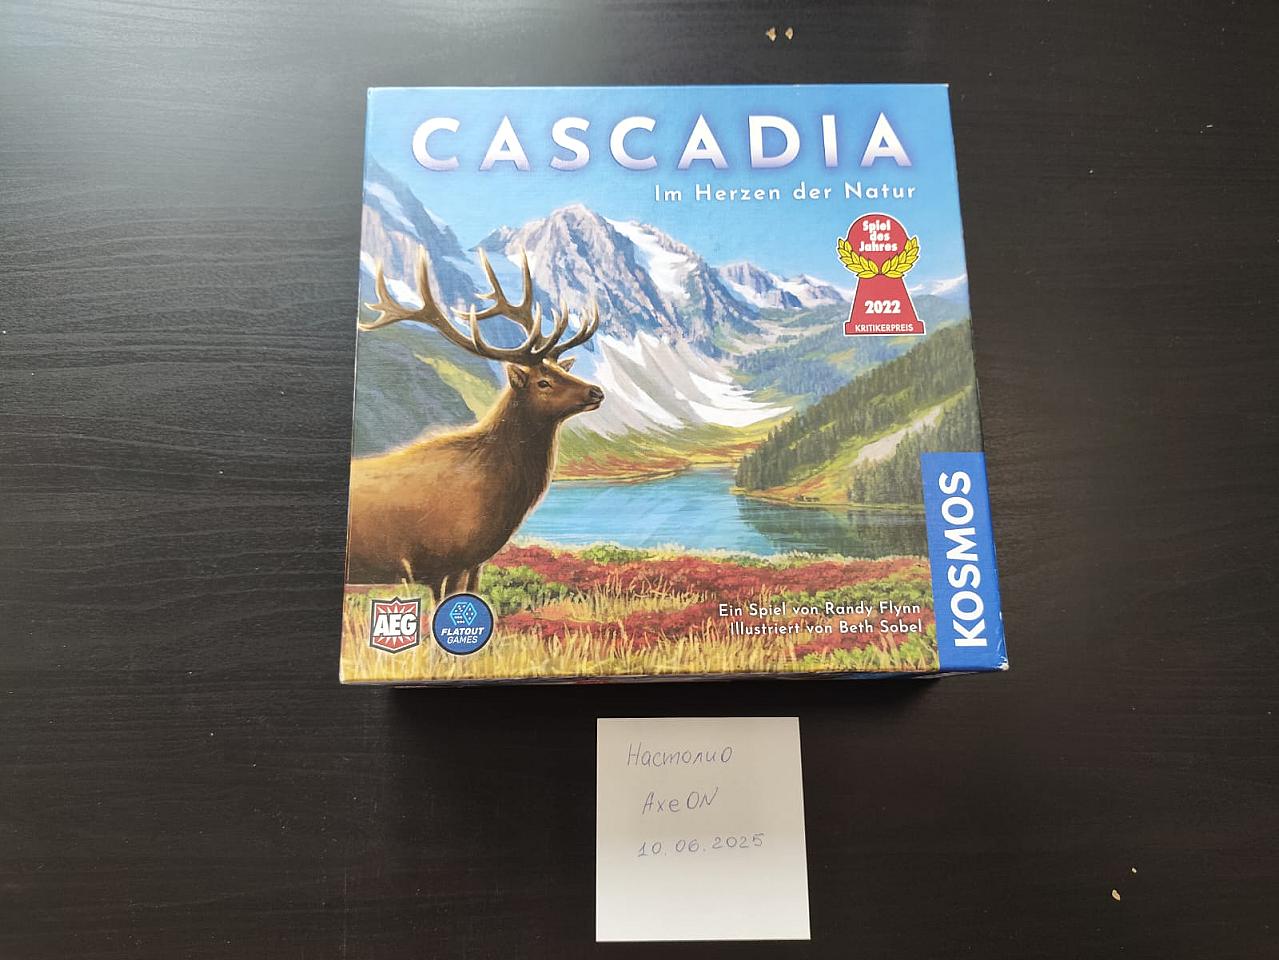 CASCADIA
Im Herzen der Natur
Spiel
des
Jahres
2022
KRITIKERPREIS
KOSMOS
Ein Spiel von Randy Flynn
Illustriert von Beth Sobel
AEG
FLATOUT
GAMES
Настолио
AxeON
10.06.2025